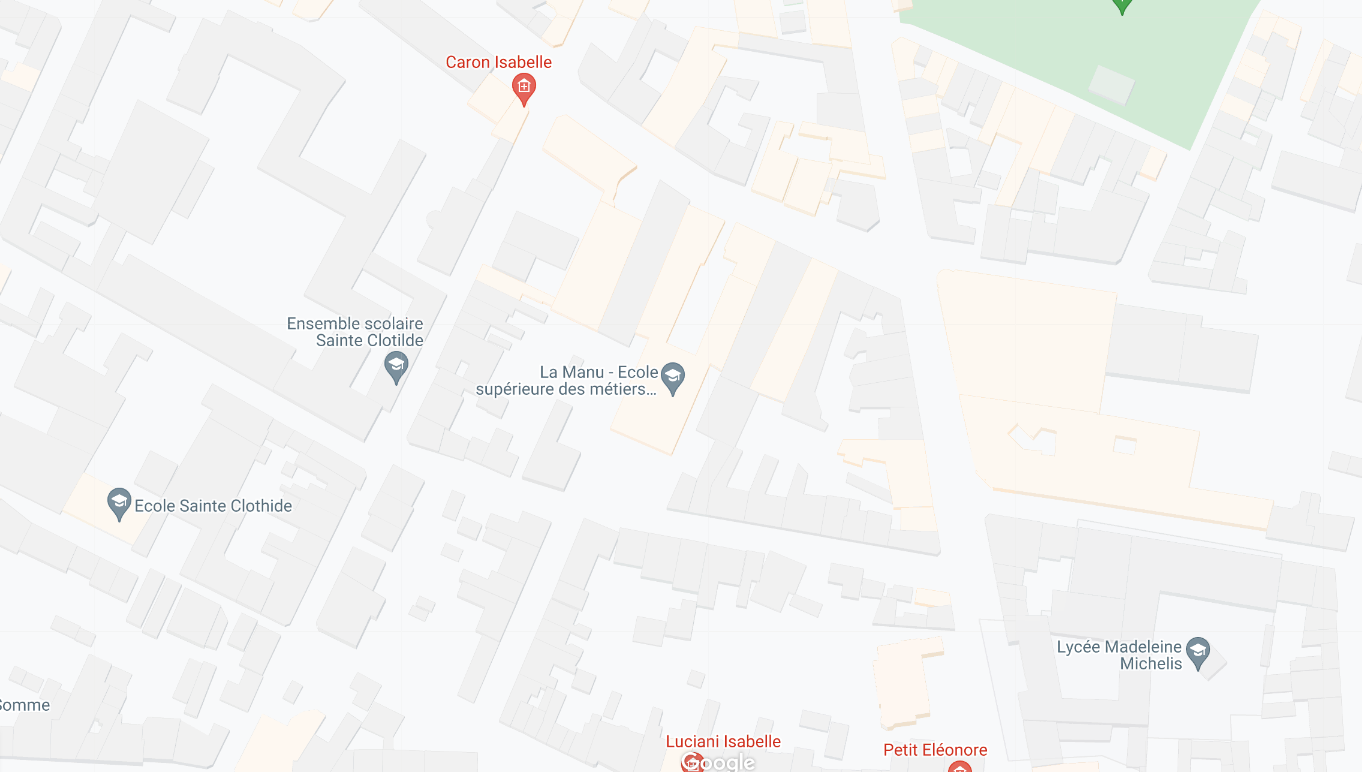 Caron Isabelle
Ensemble scolaire
Sainte Clotilde
La Manu - Ecole
supérieure des métiers...
Ecole Sainte Clothide
Lycée Madeleine
Michelis
Somme
Luciani Isabelle
Petit Eléonore
Google